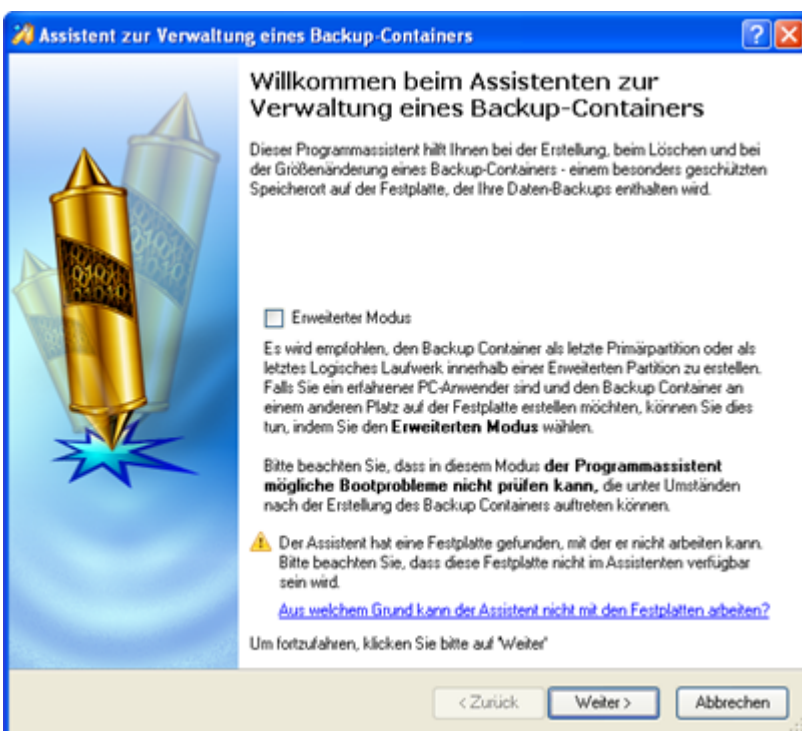 Assistent zur Verwaltung eines Backup-Containers
Willkommen beim Assistenten zur
Verwaltung eines Backup-Containers
Dieser Programmassistent hilft Ihnen bei der Erstellung, beim Löschen und bei
der Größenänderung eines Backup-Containers - einem besonders geschützten
Speicherort auf der Festplatte, der Ihre Daten-Backups enthalten wird.
Erweiterter Modus
Es wird empfohlen, den Backup Container als letzte Primärpartition oder als
letztes Logisches Laufwerk innerhalb einer Erweiterten Partition zu erstellen.
Falls Sie ein erfahrener PC-Anwender sind und den Backup Container an
einem anderen Platz auf der Festplatte erstellen möchten, können Sie dies
tun, indem Sie den Erweiterten Modus wählen.
Bitte beachten Sie, dass in diesem Modus der Programmassistent
mögliche Bootprobleme nicht prüfen kann, die unter Umständen
nach der Erstellung des Backup Containers auftreten können.
Der Assistent hat eine Festplatte gefunden, mit der er nicht arbeiten kann.
Bitte beachten Sie, dass diese Festplatte nicht im Assistenten verfügbar
sein wird.
Aus welchem Grund kann der Assistent nicht mit den Festplatten arbeiten?
Um fortzufahren, klicken Sie bitte auf 'Weiter'
< Zurück
Weiter >
Abbrechen